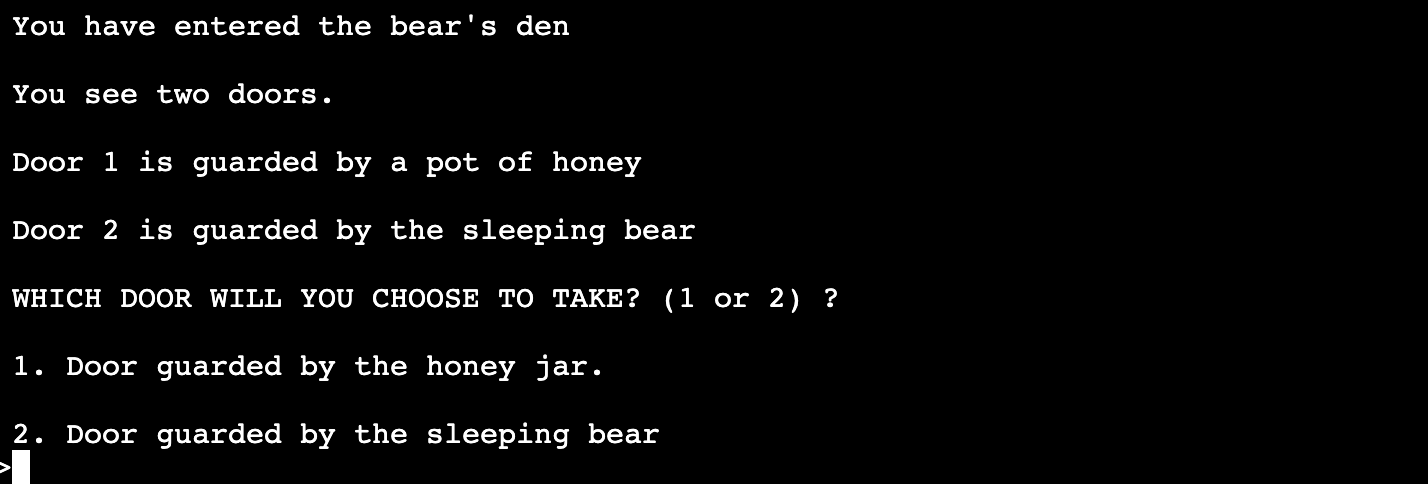 You have entered the bear's den
You see two doors.
Door 1 is guarded by a pot of honey
Door 2 is guarded by the sleeping bear
WHICH DOOR WILL YOU CHOOSE TO TAKE? (1 or 2) ?
1. Door guarded by the honey jar.
2. Door guarded by the sleeping bear
>